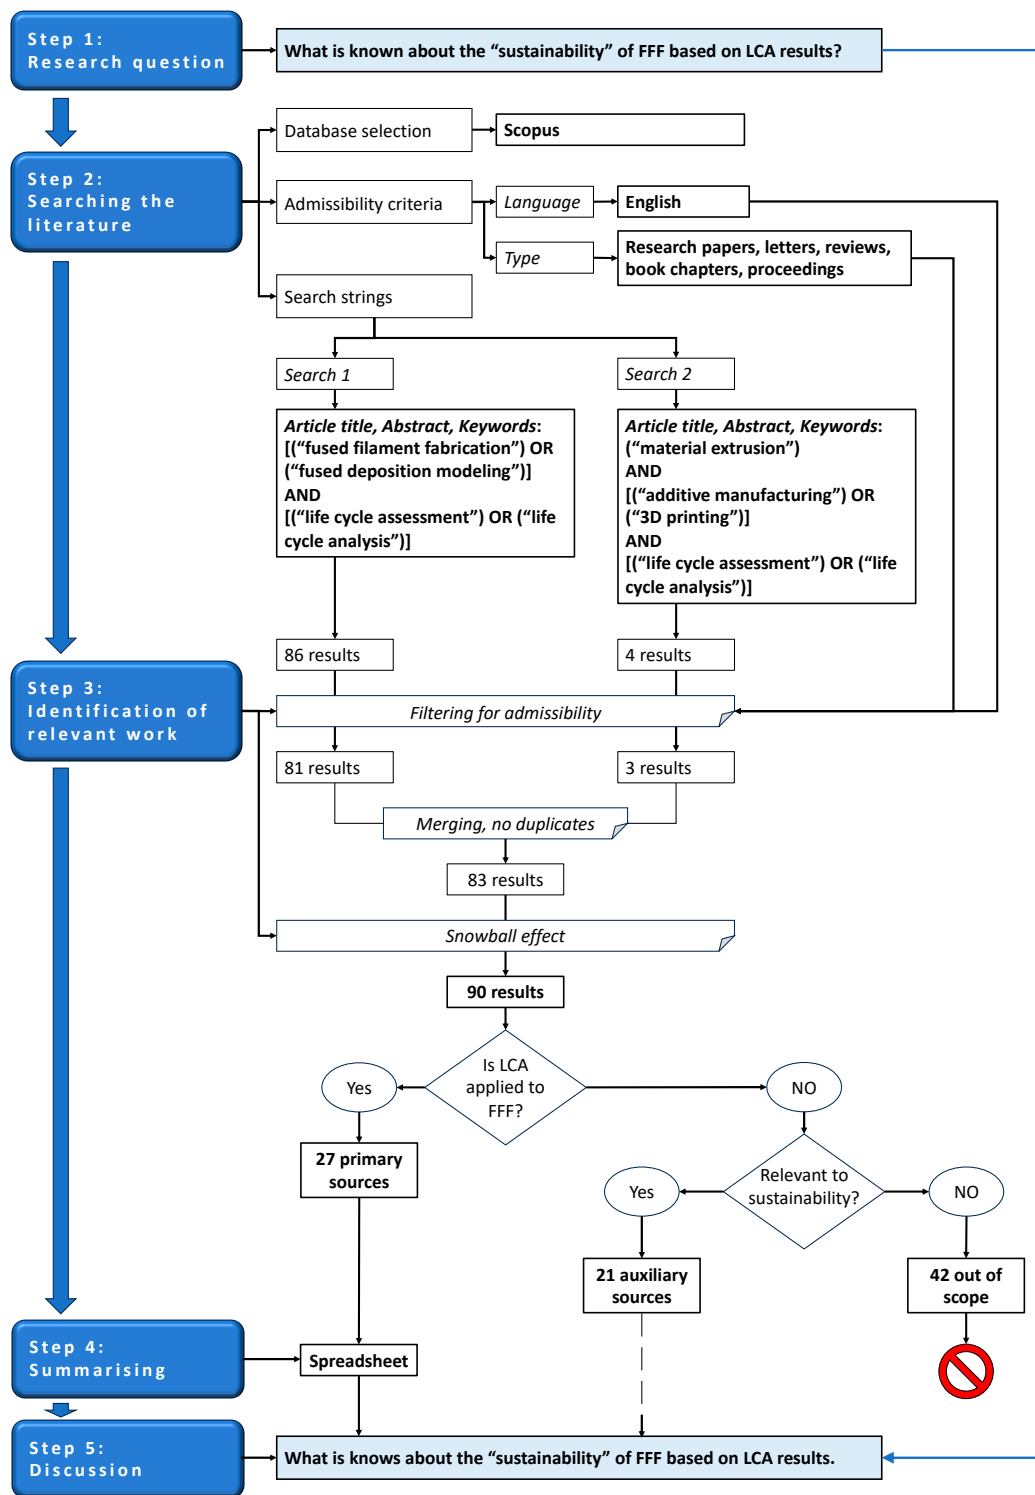 Step 1:
Research question
What is known about the “sustainability” of FFF based on LCA results?
Step 2:
Searching the
literature
Database selection
Scopus
Admissibility criteria
Language
English
Type
Research papers, letters, reviews,
book chapters, proceedings
Search strings
Search 1
Search 2
Article title, Abstract, Keywords:
[(“fused filament fabrication”) OR
(“fused deposition modeling”)]
AND
[(“life cycle assessment”) OR (“life
cycle analysis”)]
Article title, Abstract, Keywords:
(“material extrusion”)
AND
[(“additive manufacturing”) OR
(“3D printing”)]
AND
[(“life cycle assessment”) OR (“life
cycle analysis”)]
86 results
4 results
Step 3:
Identification of
relevant work
Filtering for admissibility
81 results
3 results
Merging, no duplicates
83 results
Snowball effect
90 results
Is LCA
applied to
FFF?
Yes
NO
27 primary
sources
Relevant to
sustainability?
Yes
NO
21 auxiliary
sources
42 out of
scope
Step 4:
Summarising
Spreadsheet
Step 5:
Discussion
What is knows about the “sustainability” of FFF based on LCA results.